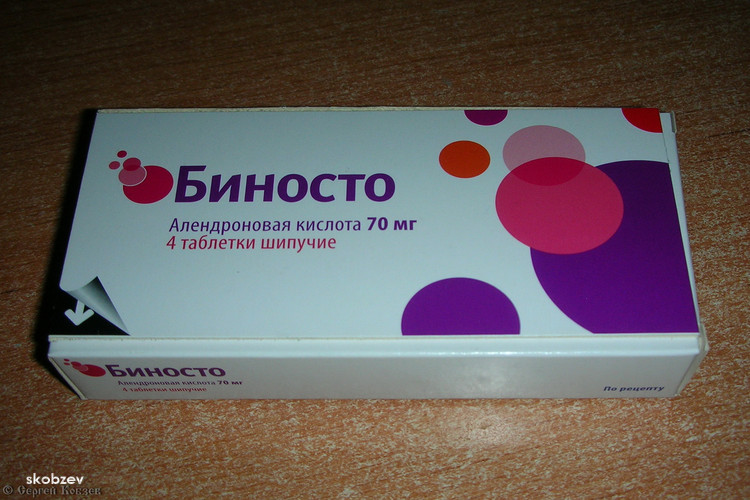 Биносто
Алендроновая кислота 70 мг
4 таблетки шипучие
Биносто
Алендроновая кислота 70 мг
4 таблетки шипучие
По рецепту
skobzev
© Сергей Кобзев